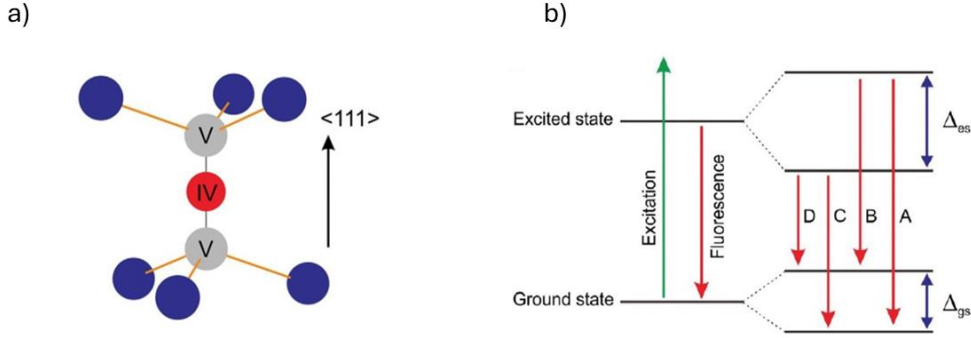 a)
b)
<111>
V
IV
V
Excited state
Ground state
Excitation
Fluorescence
D
C
B
A
Δes
Δgs